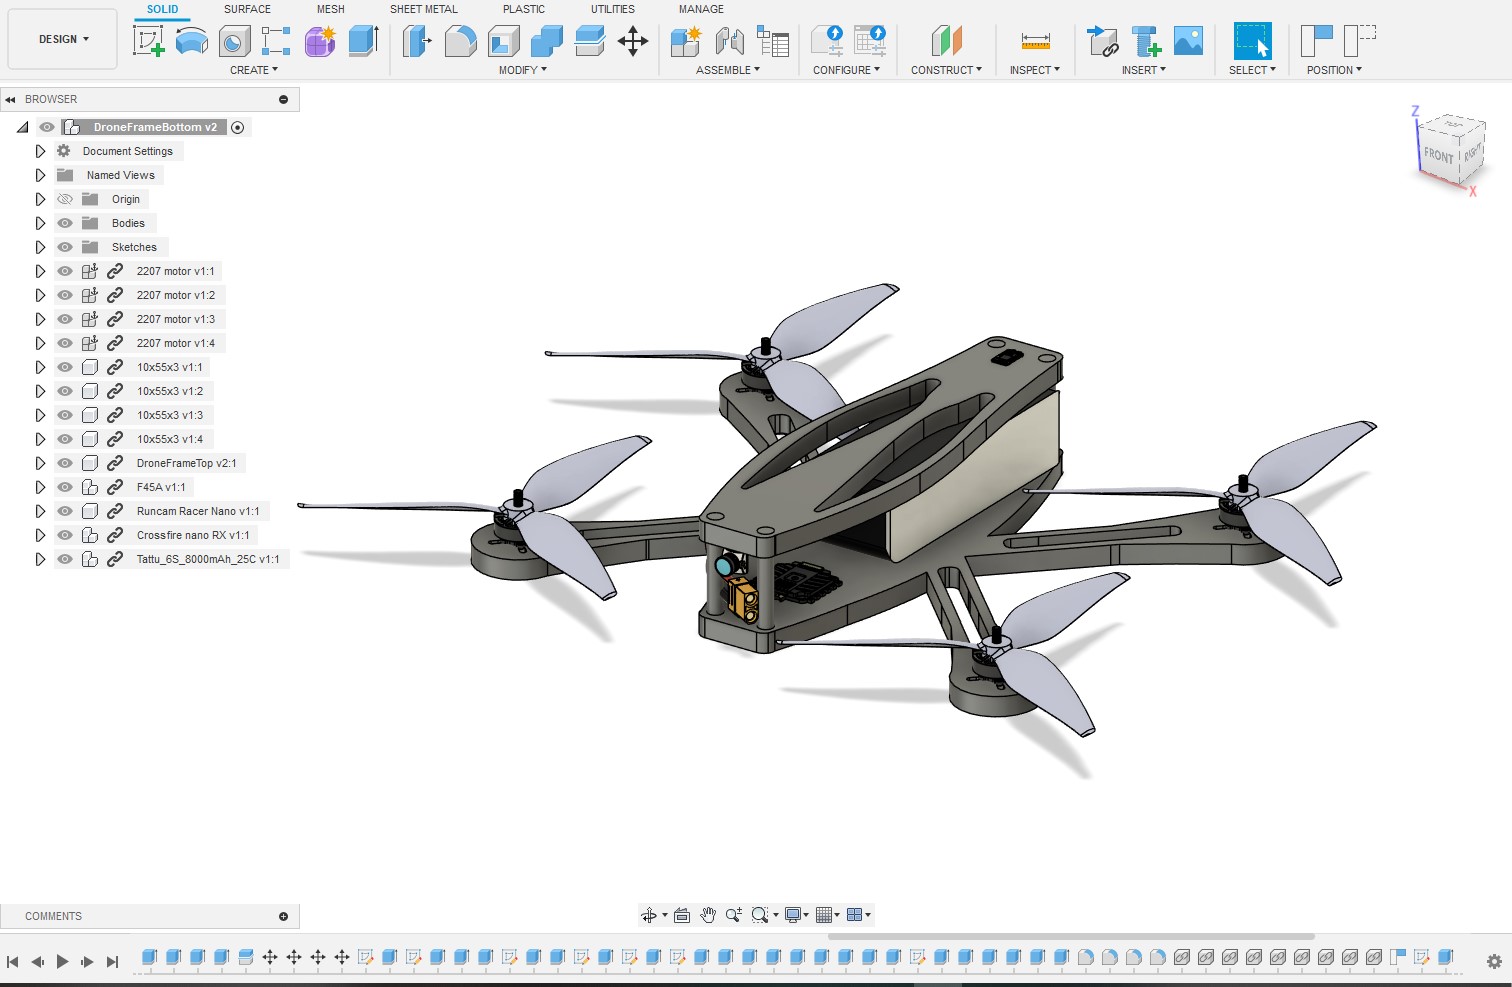 SOLID SURFACE MESH SHEET METAL PLASTIC UTILITIES MANAGE
DESIGN
CREATE MODIFY ASSEMBLE CONFIGURE CONSTRUCT INSPECT INSERT SELECT POSITION
BROWSER
DroneFrameBottom v2
Document Settings
Named Views
Origin
Bodies
Sketches
2207 motor v1:1
2207 motor v1:2
2207 motor v1:3
2207 motor v1:4
10x55x3 v1:1
10x55x3 v1:2
10x55x3 v1:3
10x55x3 v1:4
DroneFrameTop v2:1
F45A v1:1
Runcam Racer Nano v1:1
Crossfire nano RX v1:1
Tattu_6S_8000mAh_25C v1:1
Z
TOP
FRONT
RIGHT
X
COMMENTS